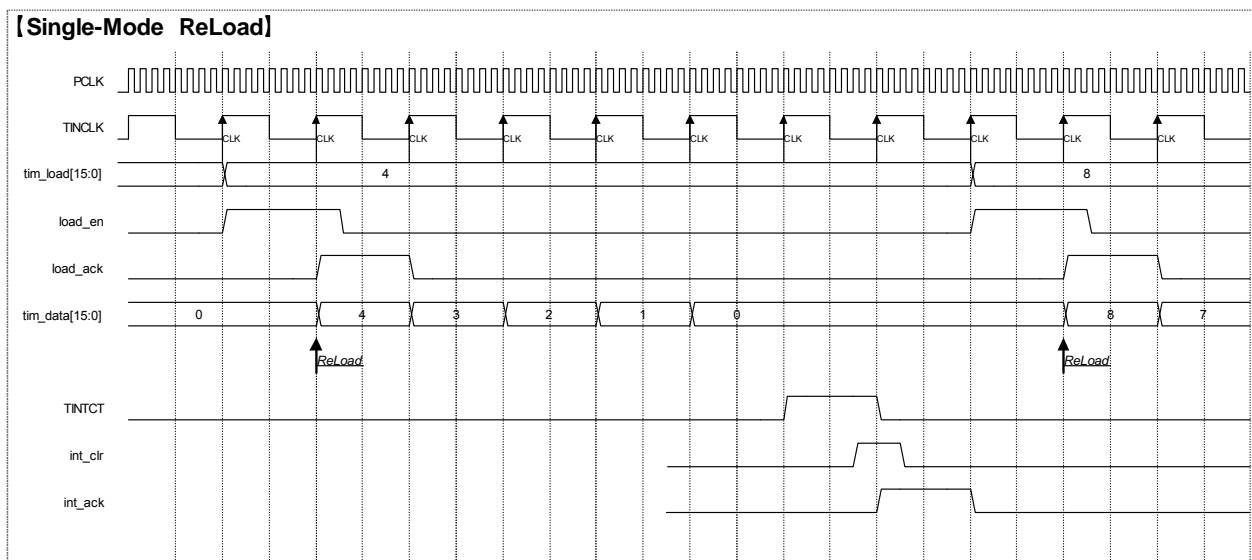 【Single-Mode ReLoad】
PCLK
TINCLK
CLK CLK CLK CLK CLK CLK CLK CLK CLK CLK CLK
tim_load[15:0] 4 8
load_en
load_ack
tim_data[15:0] 0 4 3 2 1 0 8 7
ReLoad ReLoad
TINTCT
int_clr
int_ack